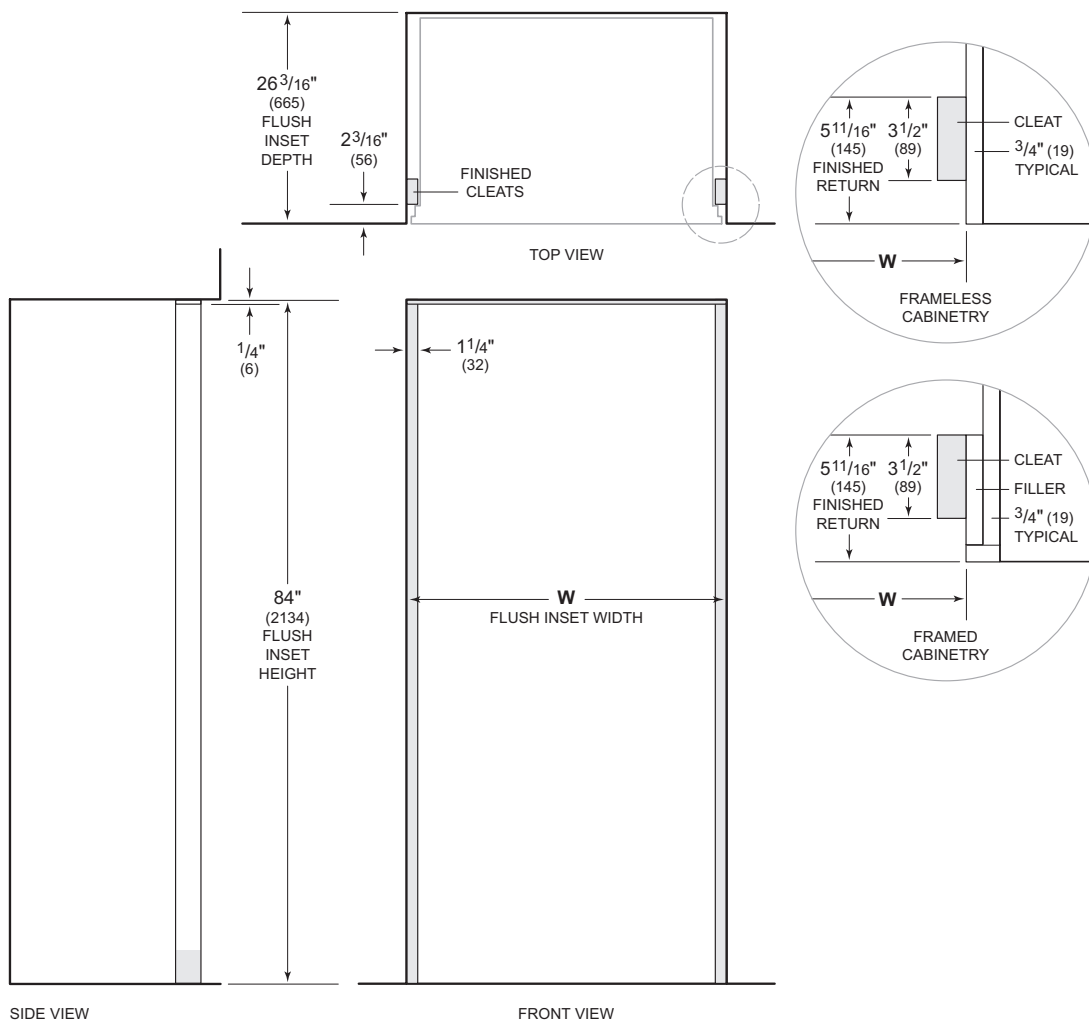 26 3/16"
(665)
FLUSH
INSET
DEPTH
2 3/16"
(56)
FINISHED
CLEATS
TOP VIEW
5 11/16"
(145)
FINISHED
RETURN
3 1/2"
(89)
CLEAT
3/4" (19)
TYPICAL
W
FRAMELESS
CABINETRY
1/4"
(6)
1 1/4"
(32)
84"
(2134)
FLUSH
INSET
HEIGHT
W
FLUSH INSET WIDTH
5 11/16"
(145)
FINISHED
RETURN
3 1/2"
(89)
CLEAT
FILLER
3/4" (19)
TYPICAL
W
FRAMED
CABINETRY
SIDE VIEW
FRONT VIEW